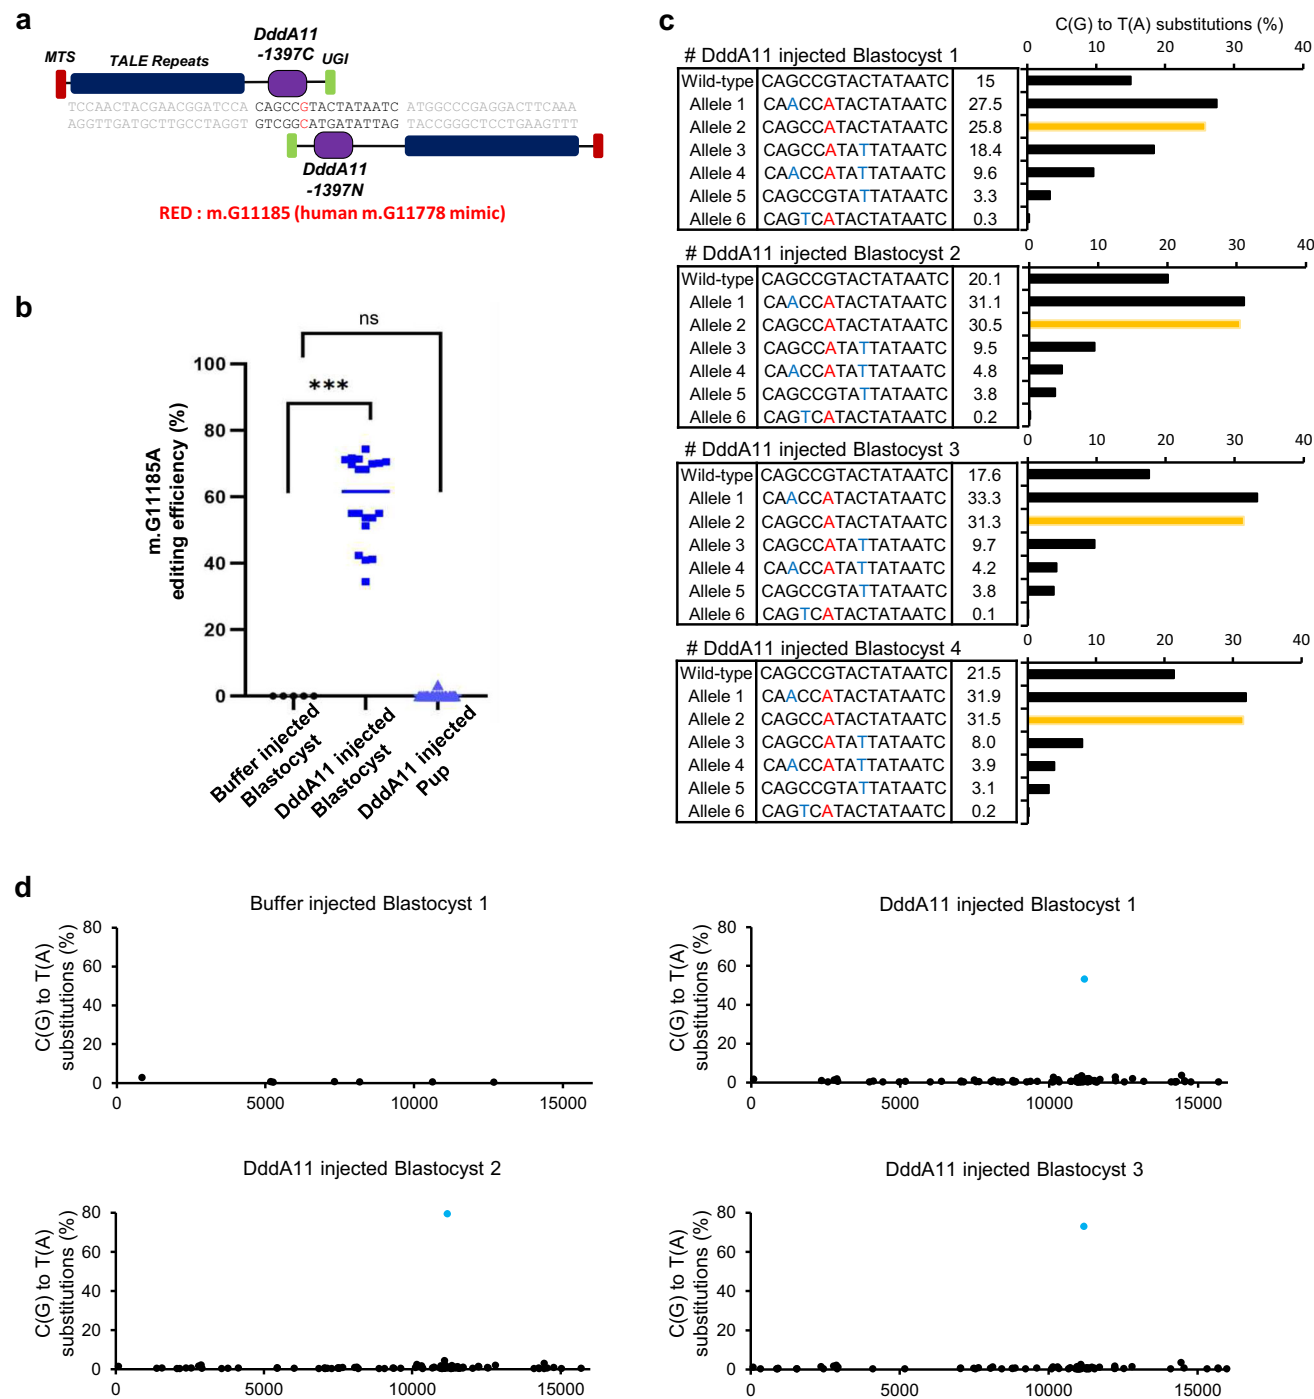 a
DddA11
-1397C
MTS
TALE Repeats
UGI
TCCAACTACGAACGGATCCA CAGCCGTACTATAATC ATGGCCCGAGGACTTCAAA
AGGTTGATGCTTGCCTAGGT GTCGGCATGATATTAG TACCGGGCTCCTGAAGTTT
DddA11
-1397N
RED : m.G11185 (human m.G11778 mimic)
b
ns
***
m.G11185A
editing efficiency (%)
100
80
60
40
20
0
Buffer injected
Blastocyst
DddA11 injected
Blastocyst
DddA11 injected
Pup
c
C(G) to T(A) substitutions (%)
# DddA11 injected Blastocyst 1
0 10 20 30 40
Wild-type CAGCCGTACTATAATC 15
Allele 1 CAACCATACTATAATC 27.5
Allele 2 CAGCCATACTATAATC 25.8
Allele 3 CAGCCATATTATAATC 18.4
Allele 4 CAACCATATTATAATC 9.6
Allele 5 CAGCCGTATTATAATC 3.3
Allele 6 CAGTCATACTATAATC 0.3
# DddA11 injected Blastocyst 2
0 10 20 30 40
Wild-type CAGCCGTACTATAATC 20.1
Allele 1 CAACCATACTATAATC 31.1
Allele 2 CAGCCATACTATAATC 30.5
Allele 3 CAGCCATATTATAATC 9.5
Allele 4 CAACCATATTATAATC 4.8
Allele 5 CAGCCGTATTATAATC 3.8
Allele 6 CAGTCATACTATAATC 0.2
# DddA11 injected Blastocyst 3
0 10 20 30 40
Wild-type CAGCCGTACTATAATC 17.6
Allele 1 CAACCATACTATAATC 33.3
Allele 2 CAGCCATACTATAATC 31.3
Allele 3 CAGCCATATTATAATC 9.7
Allele 4 CAACCATATTATAATC 4.2
Allele 5 CAGCCGTATTATAATC 3.8
Allele 6 CAGTCATACTATAATC 0.1
# DddA11 injected Blastocyst 4
0 10 20 30 40
Wild-type CAGCCGTACTATAATC 21.5
Allele 1 CAACCATACTATAATC 31.9
Allele 2 CAGCCATACTATAATC 31.5
Allele 3 CAGCCATATTATAATC 8.0
Allele 4 CAACCATATTATAATC 3.9
Allele 5 CAGCCGTATTATAATC 3.1
Allele 6 CAGTCATACTATAATC 0.2
d
Buffer injected Blastocyst 1
C(G) to T(A)
substitutions (%)
80
60
40
20
0
0 5000 10000 15000
DddA11 injected Blastocyst 1
C(G) to T(A)
substitutions (%)
80
60
40
20
0
0 5000 10000 15000
DddA11 injected Blastocyst 2
C(G) to T(A)
substitutions (%)
80
60
40
20
0
0 5000 10000 15000
DddA11 injected Blastocyst 3
C(G) to T(A)
substitutions (%)
80
60
40
20
0
0 5000 10000 15000